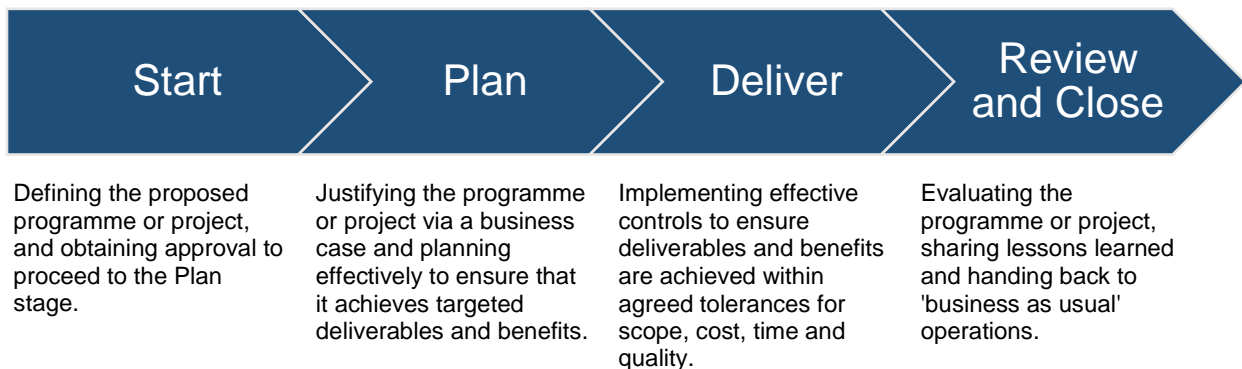 Start
Plan
Deliver
Review
and Close
Defining the proposed
programme or project,
and obtaining approval to
proceed to the Plan
stage.
Justifying the programme
or project via a business
case and planning
effectively to ensure that
it achieves targeted
deliverables and benefits.
Implementing effective
controls to ensure
deliverables and benefits
are achieved within
agreed tolerances for
scope, cost, time and
quality.
Evaluating the
programme or project,
sharing lessons learned
and handing back to
'business as usual'
operations.